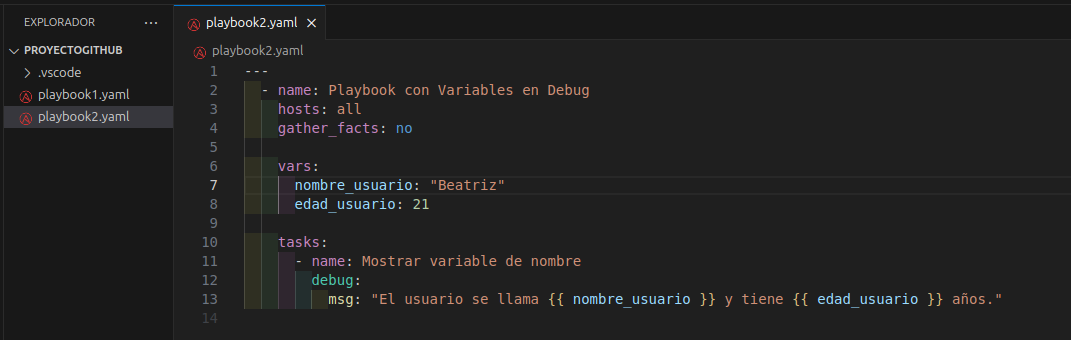 EXPLORADOR ...
PROYECTOGITHUB
.vscode
playbook1.yaml
playbook2.yaml
playbook2.yaml
playbook2.yaml
1 ---
2   - name: Playbook con Variables en Debug
3     hosts: all
4     gather_facts: no
5
6     vars:
7       nombre_usuario: "Beatriz"
8       edad_usuario: 21
9
10     tasks:
11       - name: Mostrar variable de nombre
12         debug:
13           msg: "El usuario se llama {{ nombre_usuario }} y tiene {{ edad_usuario }} años."
14